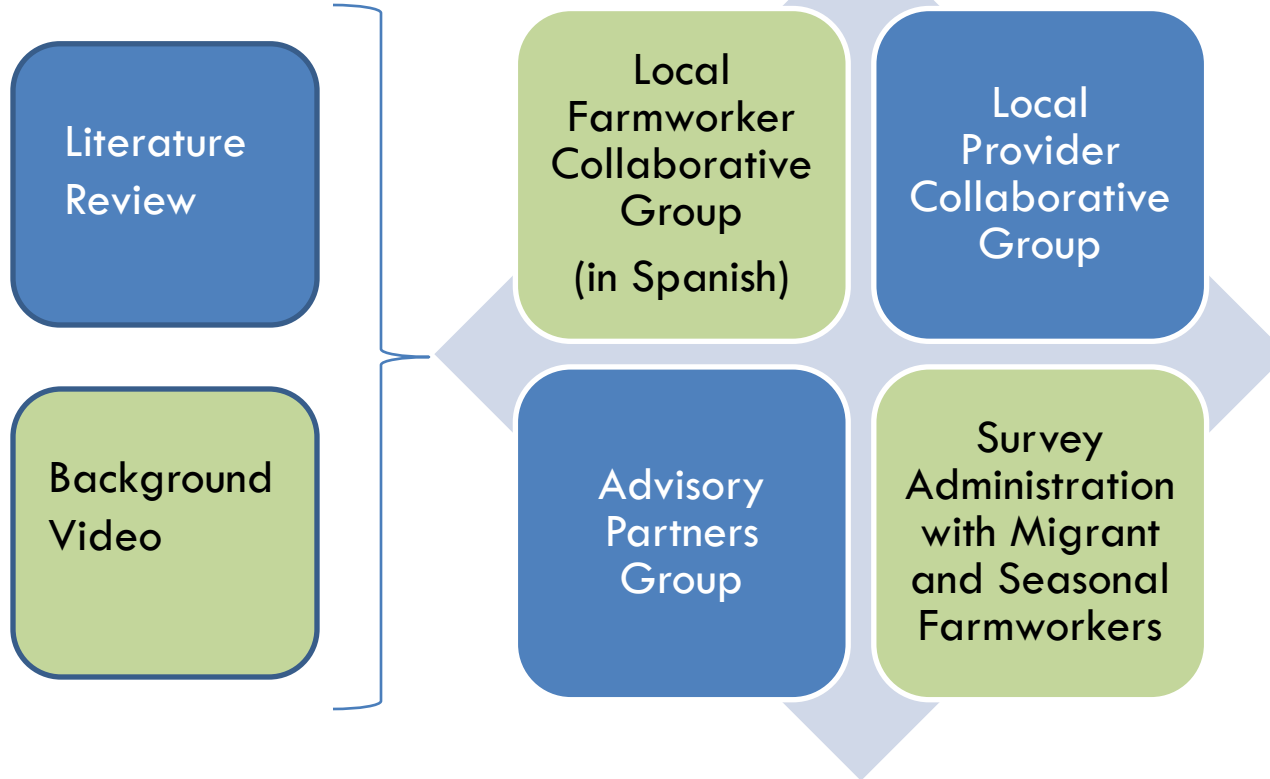 Literature
Review
Background
Video
Local
Farmworker
Collaborative
Group
(in Spanish)
Local
Provider
Collaborative
Group
Advisory
Partners
Group
Survey
Administration
with Migrant
and Seasonal
Farmworkers